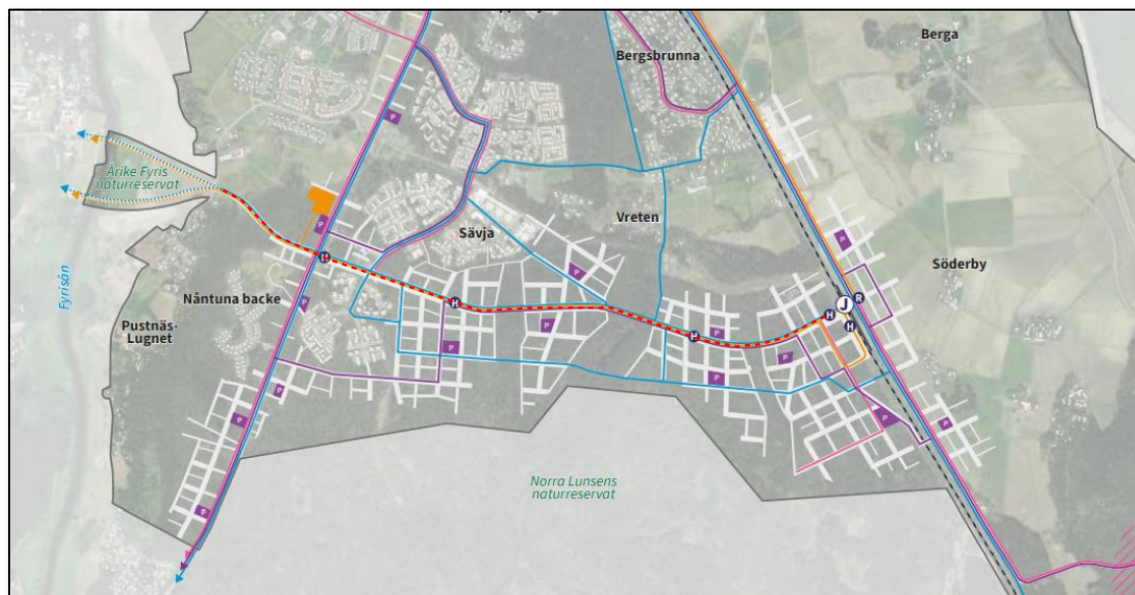 Berga
Bergsbrunna
P
Årike Fyris
naturreservat
P
Vreten
Sävja
P
Söderby
H
P
Fyrisån
Nåntuna backe
P
H
J
R
H
H
Pustnäs-
Lugnet
P
P
H
P
P
P
P
P
P
P
P
Norra Lunsens
naturreservat
P